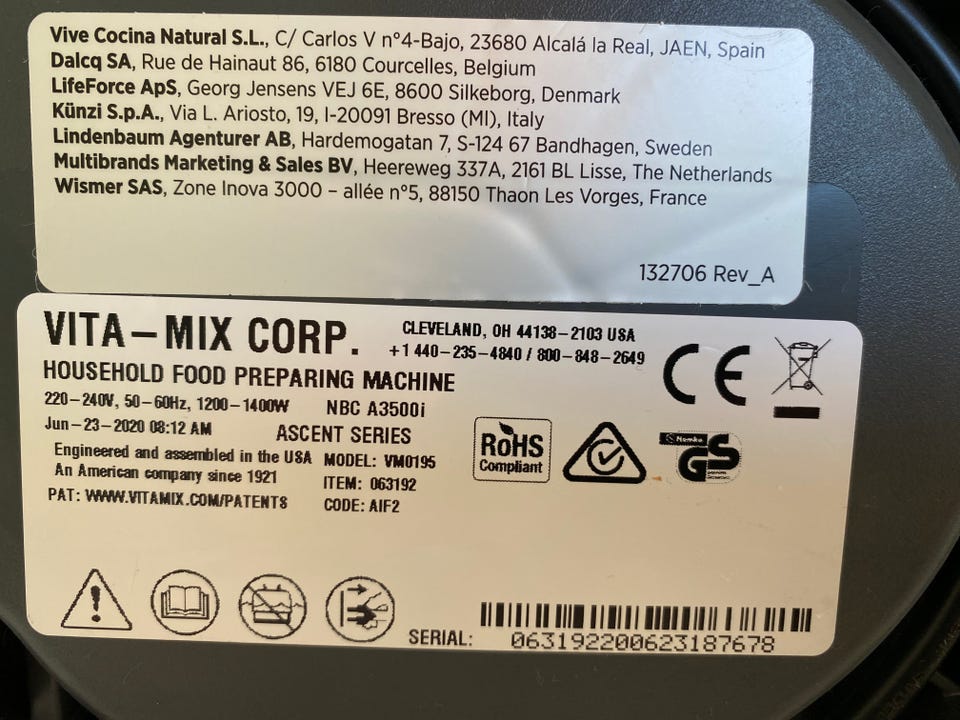 Vive Cocina Natural S.L., C/ Carlos V n°4-Bajo, 23680 Alcalá la Real, JAEN, Spain
Dalcq SA, Rue de Hainaut 86, 6180 Courcelles, Belgium
LifeForce ApS, Georg Jensens VEJ 6E, 8600 Silkeborg, Denmark
Künzi S.p.A., Via L. Ariosto, 19, I-20091 Bresso (MI), Italy
Lindenbaum Agenturer AB, Hardemogatan 7, S-124 67 Bandhagen, Sweden
Multibrands Marketing & Sales BV, Heereweg 337A, 2161 BL Lisse, The Netherlands
Wismer SAS, Zone Inova 3000 – allée n°5, 88150 Thaon Les Vorges, France
132706 Rev_A
VITA-MIX CORP.
CLEVELAND, OH 44138-2103 USA
+1 440-235-4840 / 800-848-2649
HOUSEHOLD FOOD PREPARING MACHINE
220-240V, 50-60Hz, 1200-1400W
NBC A3500i
Jun-23-2020 08:12 AM
ASCENT SERIES
Engineered and assembled in the USA
MODEL: VM0195
An American company since 1921
ITEM: 063192
PAT: WWW.VITAMIX.COM/PATENTS
CODE: AIF2
CE
RoHS
Compliant
Nemko
GS
SERIAL: 063192200623187678